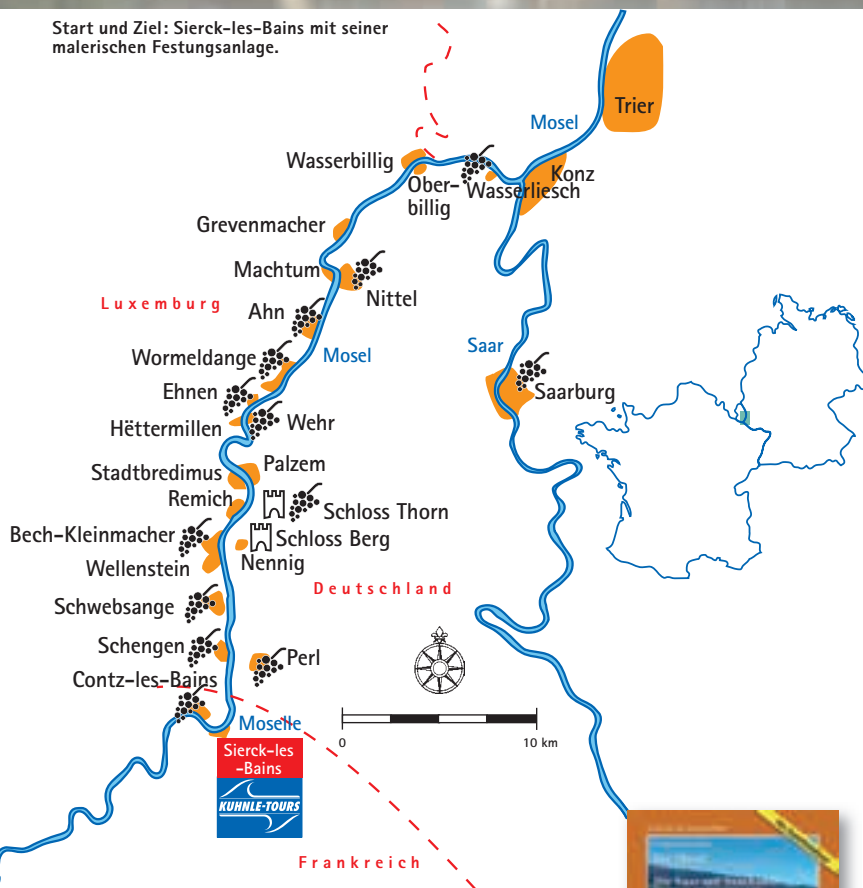 Start und Ziel: Sierck-les-Bains mit seiner
malerischen Festungsanlage.
Trier
Mosel
Wasserbillig
Ober-
billig
Konz
Wasserliesch
Grevenmacher
Machtum
Nittel
Luxemburg
Ahn
Mosel
Wormeldange
Saar
Ehnen
Saarburg
Hëttermillen
Wehr
Stadtbredimus
Palzem
Remich
Schloss Thorn
Bech-Kleinmacher
Schloss Berg
Wellenstein
Nennig
Deutschland
Schwebsange
Schengen
Perl
Contz-les-Bains
Moselle
0
10 km
Sierck-les
-Bains
KUHNLE-TOURS
Frankreich